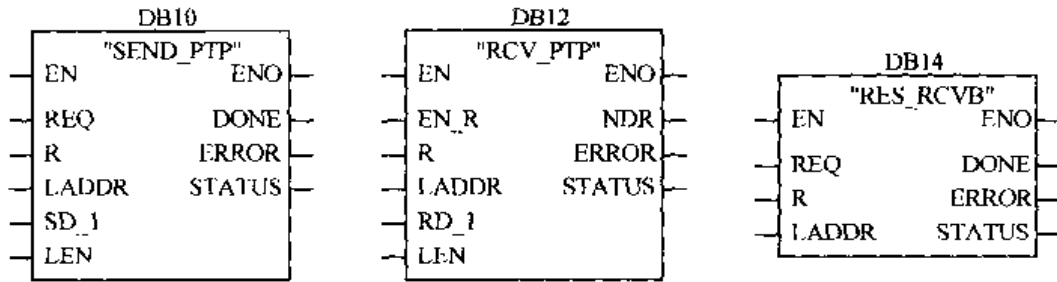 DB10
"SEND_PTP"
EN ENO
REQ DONE
R ERROR
LADDR STATUS
SD_1
LEN
DB12
"RCV_PTP"
EN ENO
EN_R NDR
R ERROR
LADDR STATUS
RD_1
LEN
DB14
"RES_RCVB"
EN ENO
REQ DONE
R ERROR
LADDR STATUS